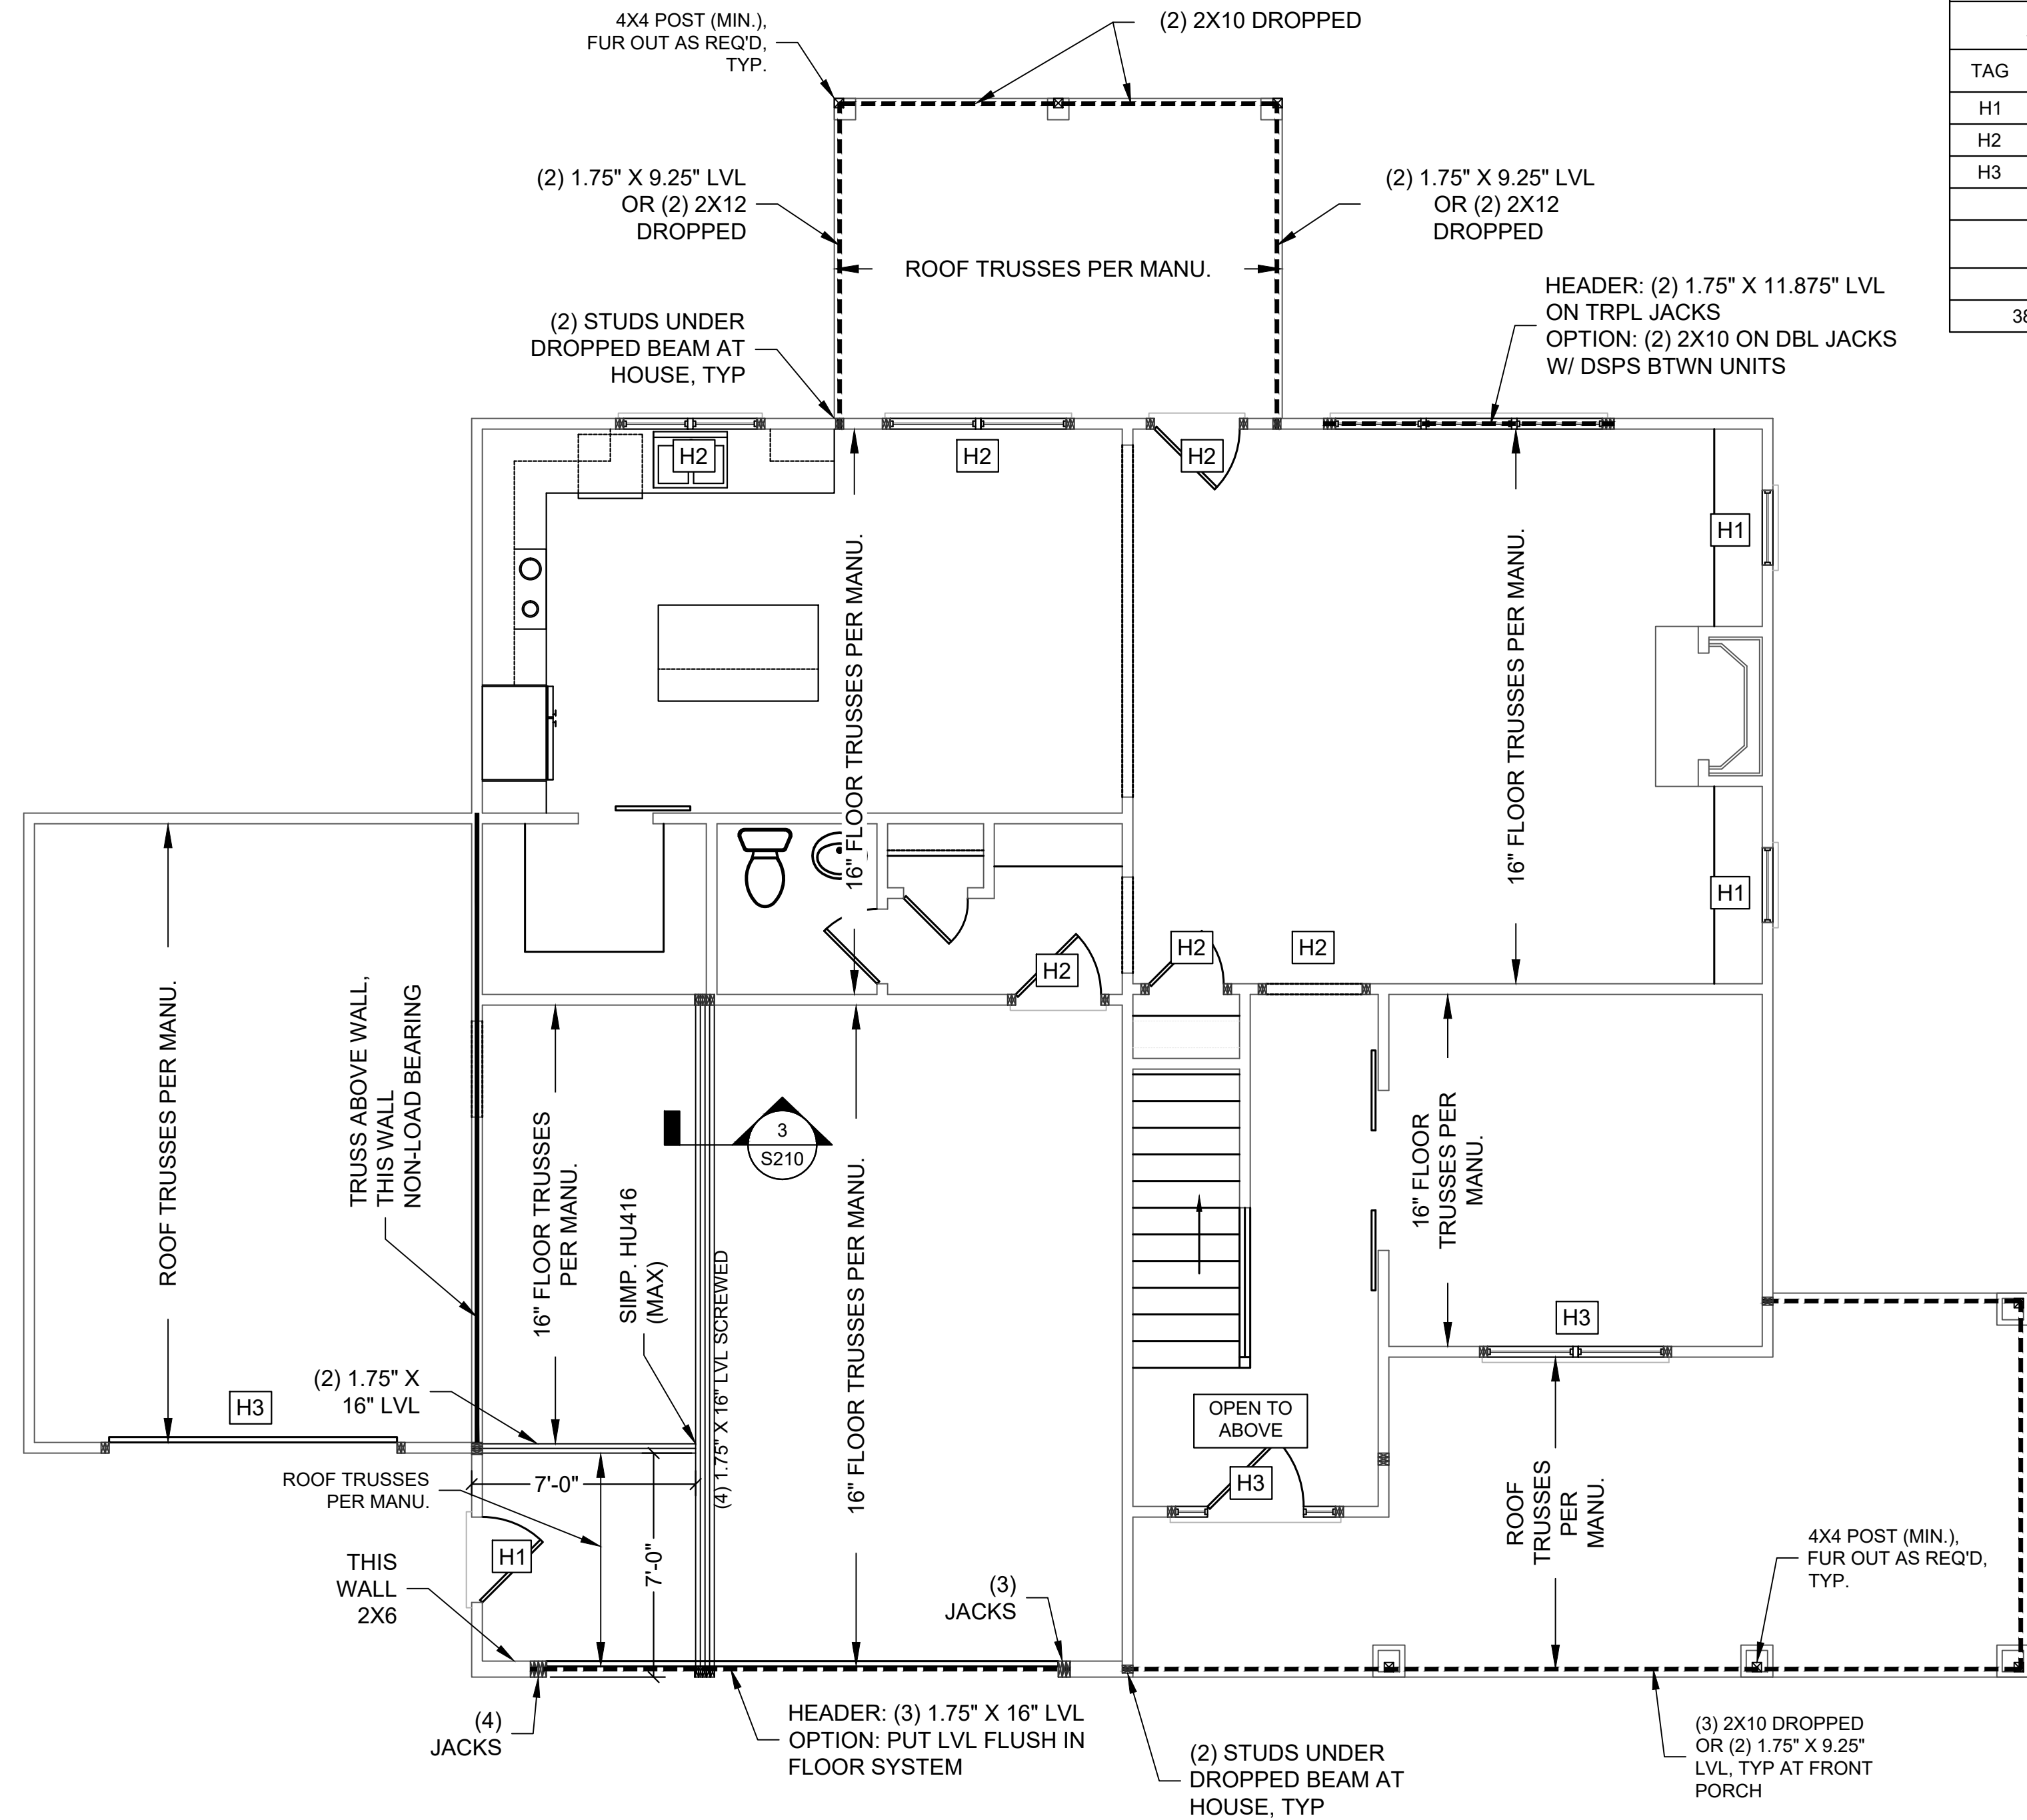 4X4 POST (MIN.),
FUR OUT AS REQ'D,
TYP.
(2) 2X10 DROPPED
TAG
H1
H2
H3
38
(2) 1.75" X 9.25" LVL
OR (2) 2X12
DROPPED
(2) 1.75" X 9.25" LVL
OR (2) 2X12
DROPPED
ROOF TRUSSES PER MANU.
HEADER: (2) 1.75" X 11.875" LVL
ON TRPL JACKS
OPTION: (2) 2X10 ON DBL JACKS
W/ DSPS BTWN UNITS
(2) STUDS UNDER
DROPPED BEAM AT
HOUSE, TYP
H2
H2
H2
H1
16" FLOOR TRUSSES PER MANU.
16" FLOOR TRUSSES PER MANU.
H1
H2
H2
H2
ROOF TRUSSES PER MANU.
TRUSS ABOVE WALL,
THIS WALL
NON-LOAD BEARING
16" FLOOR TRUSSES
PER MANU.
SIMP. HU416
(MAX)
3
S210
(4) 1.75" X 16" LVL SCREWED
16" FLOOR TRUSSES PER MANU.
16" FLOOR
TRUSSES PER
MANU.
H3
H3
(2) 1.75" X
16" LVL
OPEN TO
ABOVE
H3
ROOF TRUSSES
PER MANU.
7'-0"
7'-0"
H1
THIS
WALL
2X6
(3)
JACKS
ROOF
TRUSSES
PER
MANU.
4X4 POST (MIN.),
FUR OUT AS REQ'D,
TYP.
(4)
JACKS
HEADER: (3) 1.75" X 16" LVL
OPTION: PUT LVL FLUSH IN
FLOOR SYSTEM
(2) STUDS UNDER
DROPPED BEAM AT
HOUSE, TYP
(3) 2X10 DROPPED
OR (2) 1.75" X 9.25"
LVL, TYP AT FRONT
PORCH